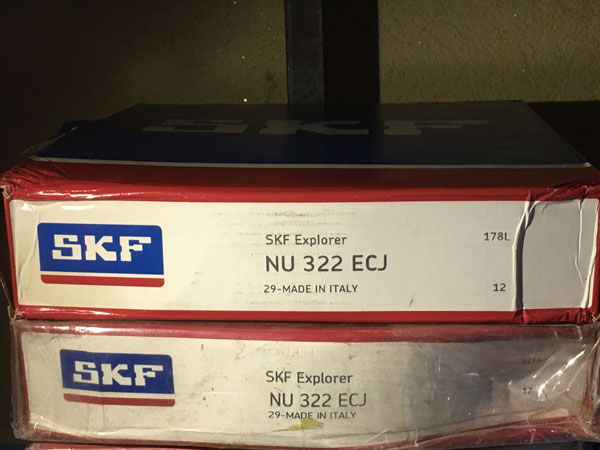 SKF
SKF
SKF Explorer
178L
NU 322 ECJ
29-MADE IN ITALY
12
SKF
SKF Explorer
12
NU 322 ECJ
29-MADE IN ITALY